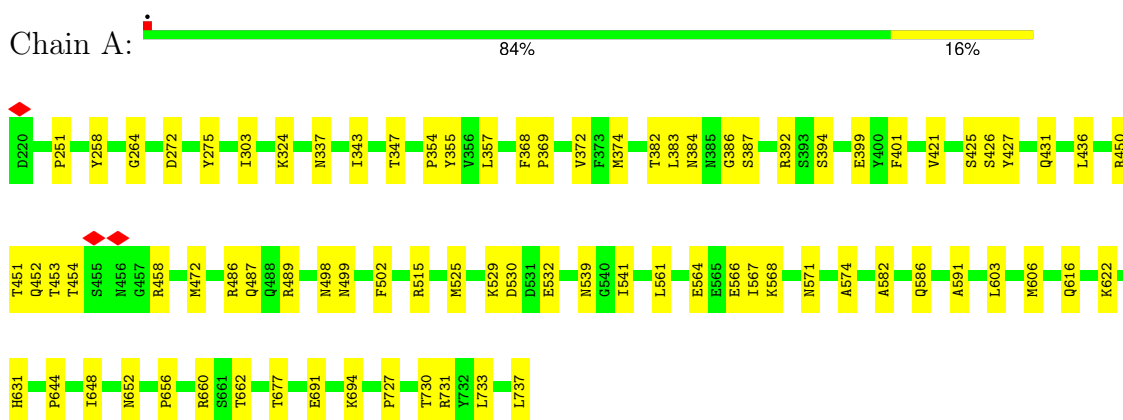 Chain A:
84% 16%
D220 P251 Y258 G264 D272 Y275 I303 K324 N337 I343 T347 P354 Y355 V356 L357 F368 P369 V372 F373 M374 T382 L383 N384 N385 G386 S387 R392 S393 S394 E399 Y400 F401 V421 S425 S426 Y427 Q431 L436 R450
T451 Q452 T453 T454 S455 N456 G457 R458 M472 R486 Q487 Q488 R489 N498 N499 F502 R515 M525 K529 D530 D531 E532 N539 G540 I541 L561 E564 E565 E566 I567 K568 N571 A574 A582 Q586 A591 L603 M606 Q616 K622
H631 P644 I648 N652 P656 R660 S661 T662 T677 E691 K694 P727 T730 R731 Y732 L733 L737